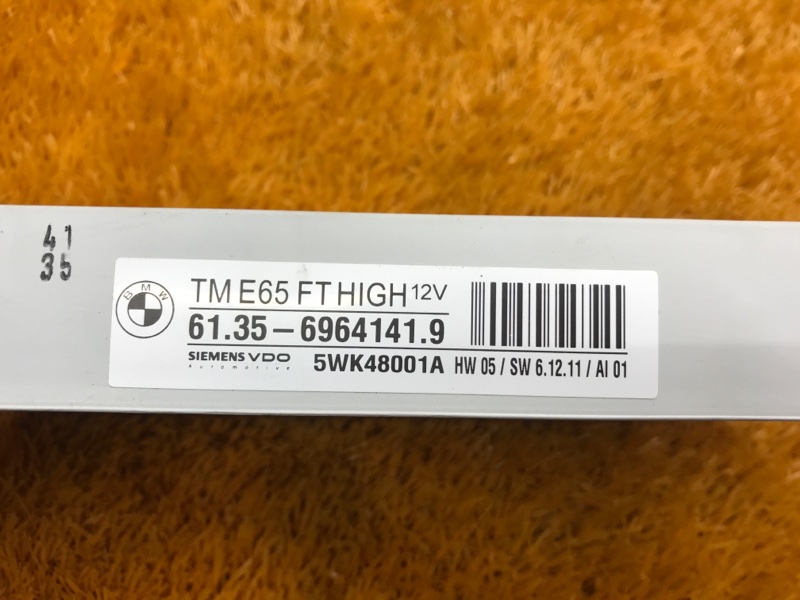 41
35
BMW
TM E65 FT HIGH 12V
61.35 – 6964141.9
SIEMENS VDO
Automotive
5WK48001A HW 05 / SW 6.12.11 / AI 01